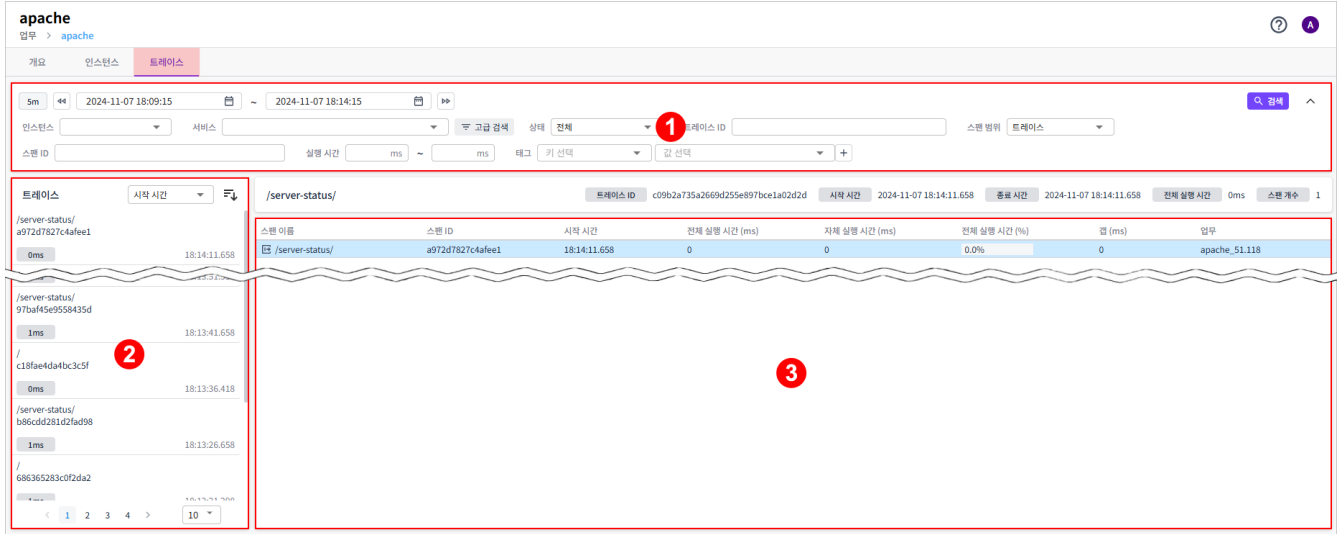 apache
업무 > apache
A
개요 인스턴스 트레이스
5m 2024-11-07 18:09:15 ~ 2024-11-07 18:14:15 검색
인스턴스 서비스 고급 검색 상태 전체 1 트레이스 ID 스팬 범위 트레이스
스팬 ID 실행 시간 ms ~ ms 태그 키 선택 값 선택 +
트레이스 시작 시간
/server-status/
a972d7827c4afee1
0ms 18:14:11.658
/server-status/
97baf45e9558435d
1ms 18:13:41.658
2
/
c18fae4da4bc3c5f
0ms 18:13:36.418
/server-status/
b86cdd281d2fad98
1ms 18:13:26.658
/
686365283c0f2da2
< 1 2 3 4 > 10
/server-status/ 트레이스 ID c09b2a735a2669d255e897bce1a02d2d 시작 시간 2024-11-07 18:14:11.658 종료 시간 2024-11-07 18:14:11.658 전체 실행 시간 0ms 스팬 개수 1
스팬 이름 스팬 ID 시작 시간 전체 실행 시간 (ms) 자체 실행 시간 (ms) 전체 실행 시간 (%) 갭 (ms) 업무
/server-status/ a972d7827c4afee1 18:14:11.658 0 0 0.0% 0 apache_51.118
3